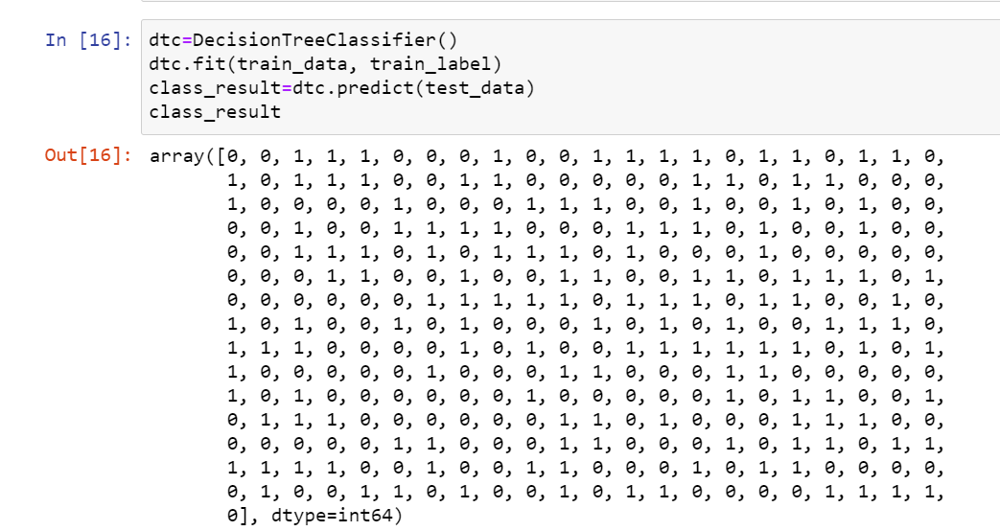 In [16]: dtc=DecisionTreeClassifier()
dtc.fit(train_data, train_label)
class_result=dtc.predict(test_data)
class_result
Out[16]: array([0, 0, 1, 1, 1, 0, 0, 0, 1, 0, 0, 1, 1, 1, 1, 0, 1, 1, 0, 1, 1, 0,
1, 0, 1, 1, 1, 0, 0, 1, 1, 0, 0, 0, 0, 0, 1, 1, 0, 1, 1, 0, 0, 0,
1, 0, 0, 0, 0, 1, 0, 0, 0, 1, 1, 1, 0, 0, 1, 0, 0, 1, 0, 1, 0, 0,
0, 0, 1, 0, 0, 1, 1, 1, 1, 0, 0, 0, 1, 1, 1, 0, 1, 0, 0, 1, 0, 0,
0, 0, 1, 1, 1, 0, 1, 0, 1, 1, 1, 0, 1, 0, 0, 0, 1, 0, 0, 0, 0, 0,
0, 0, 0, 1, 1, 0, 0, 1, 0, 0, 1, 1, 0, 0, 1, 1, 0, 1, 1, 1, 0, 1,
0, 0, 0, 0, 0, 0, 1, 1, 1, 1, 1, 0, 1, 1, 1, 0, 1, 1, 0, 0, 1, 0,
1, 0, 1, 0, 0, 1, 0, 1, 0, 0, 0, 1, 0, 1, 0, 1, 0, 0, 1, 1, 1, 0,
1, 1, 1, 0, 0, 0, 0, 1, 0, 1, 0, 0, 1, 1, 1, 1, 1, 1, 0, 1, 0, 1,
1, 0, 0, 0, 0, 0, 1, 0, 0, 0, 1, 1, 0, 0, 0, 1, 1, 0, 0, 0, 0, 0,
1, 0, 1, 0, 0, 0, 0, 0, 0, 1, 0, 0, 0, 0, 0, 1, 0, 1, 1, 0, 0, 1,
0, 1, 1, 1, 0, 0, 0, 0, 0, 0, 1, 1, 0, 1, 0, 0, 0, 1, 1, 1, 0, 0,
0, 0, 0, 0, 0, 1, 1, 0, 0, 0, 1, 1, 0, 0, 0, 1, 0, 1, 1, 0, 1, 1,
1, 1, 1, 1, 0, 0, 1, 0, 0, 1, 1, 0, 0, 0, 1, 0, 1, 1, 0, 0, 0, 0,
0, 1, 0, 0, 1, 1, 0, 1, 0, 0, 1, 0, 1, 1, 0, 0, 0, 0, 1, 1, 1, 1,
0], dtype=int64)